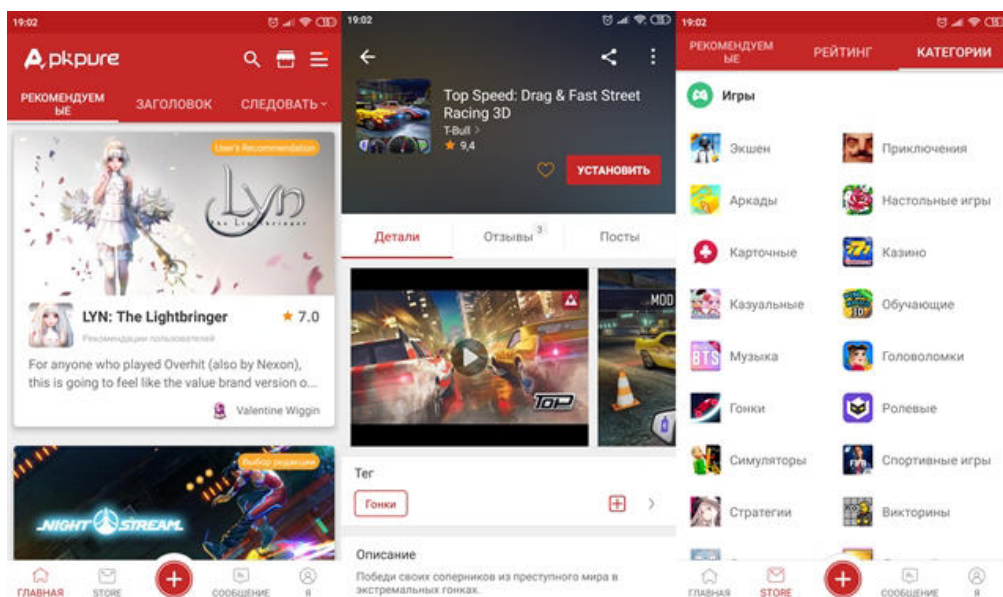 19:02
Apkpure
РЕКОМЕНДУЕМ
ЫЕ
ЗАГОЛОВОК
СЛЕДОВАТЬ
User's Recommendation
Lyn
The Lightbringer
LYN: The Lightbringer
7.0
Рекомендации пользователей
For anyone who played Overhit (also by Nexon),
this is going to feel like the value brand version o...
Valentine Wiggin
Выбор редакции
NIGHT STREAM
ГЛАВНАЯ
STORE
СООБЩЕНИЕ
Я
19:02
Top Speed: Drag & Fast Street
Racing 3D
T-Bull
9,4
УСТАНОВИТЬ
Детали
Отзывы 3
Посты
MOD
TOP
Тег
Гонки
Описание
Победи своих соперников из преступного мира в
экстремальных гонках.
19:02
РЕКОМЕНДУЕМ
ЫЕ
РЕЙТИНГ
КАТЕГОРИИ
Игры
Экшен
Приключения
Аркады
Настольные игры
Карточные
777
Казино
Казуальные
Обучающие
BTS
Музыка
Головоломки
Гонки
Ролевые
Симуляторы
Спортивные игры
Стратегии
Викторины
ГЛАВНАЯ
STORE
СООБЩЕНИЕ
Я